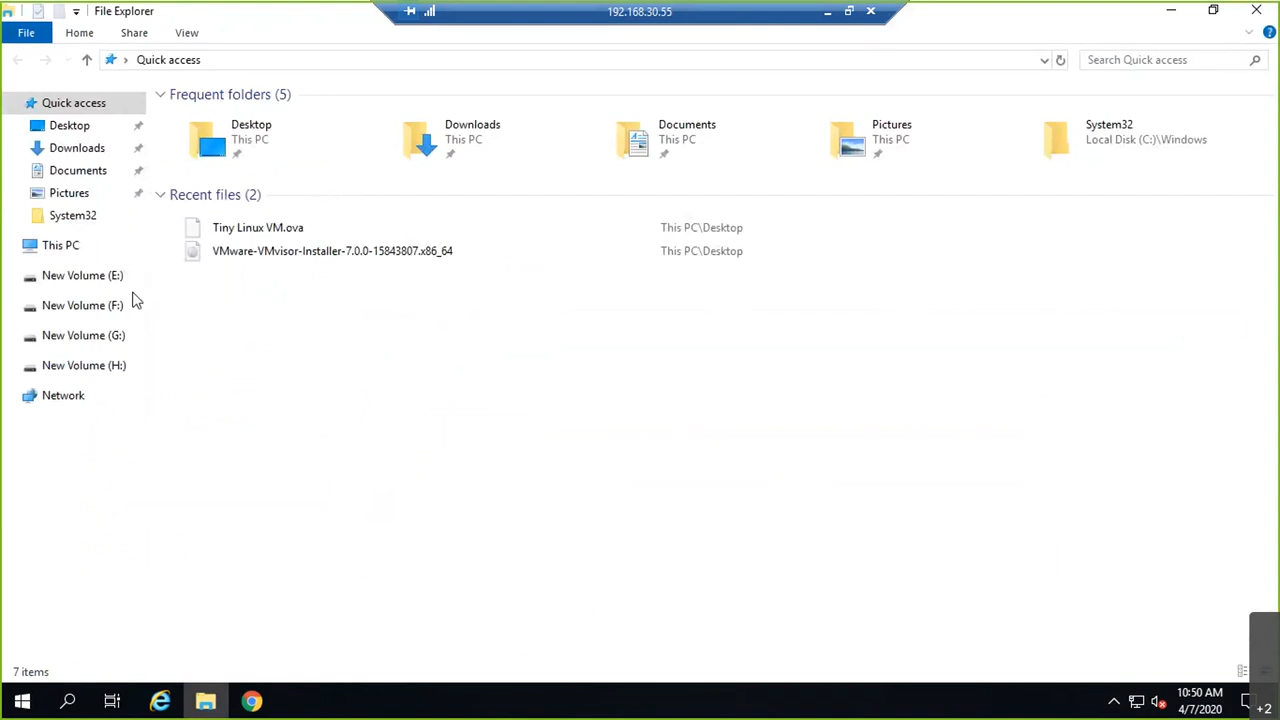 File Explorer
192.168.30.55
File Home Share View
Quick access
Search Quick access
Quick access
Desktop
Downloads
Documents
Pictures
System32
This PC
New Volume (E:)
New Volume (F:)
New Volume (G:)
New Volume (H:)
Network
Frequent folders (5)
Desktop
This PC
Downloads
This PC
Documents
This PC
Pictures
This PC
System32
Local Disk (C:)\Windows
Recent files (2)
Tiny Linux VM.ova This PC\Desktop
VMware-VMvisor-Installer-7.0.0-15843807.x86_64 This PC\Desktop
7 items
10:50 AM
4/7/2020
+2